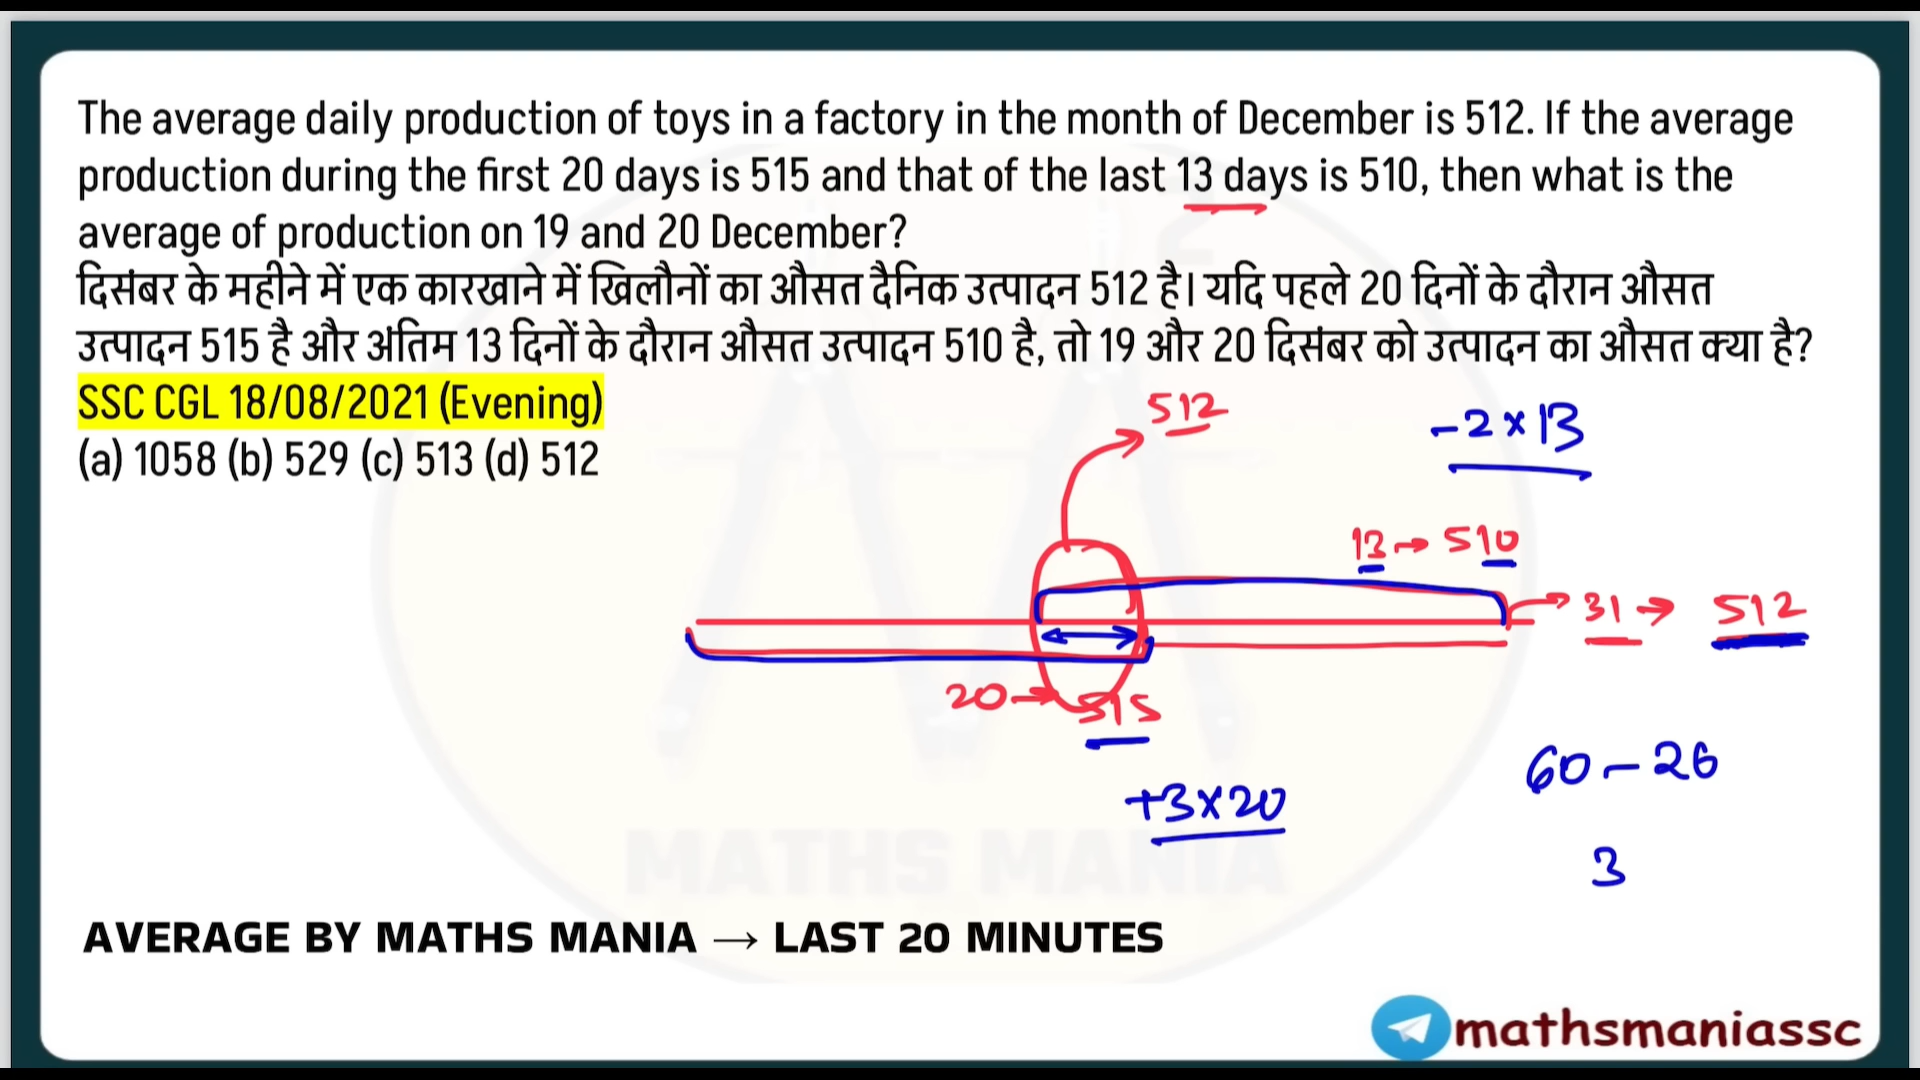 The average daily production of toys in a factory in the month of December is 512. If the average
production during the first 20 days is 515 and that of the last 13 days is 510, then what is the
average of production on 19 and 20 December?
दिसंबर के महीने में एक कारखाने में खिलौनों का औसत दैनिक उत्पादन 512 है। यदि पहले 20 दिनों के दौरान औसत
उत्पादन 515 है और अंतिम 13 दिनों के दौरान औसत उत्पादन 510 है, तो 19 और 20 दिसंबर को उत्पादन का औसत क्या है?
SSC CGL 18/08/2021 (Evening)
(a) 1058 (b) 529 (c) 513 (d) 512
512
-2 x 13
13 → 510
31 → 512
20 → 515
+3x20
60 - 26
3
MATHS MANIA
AVERAGE BY MATHS MANIA → LAST 20 MINUTES
mathsmaniassc